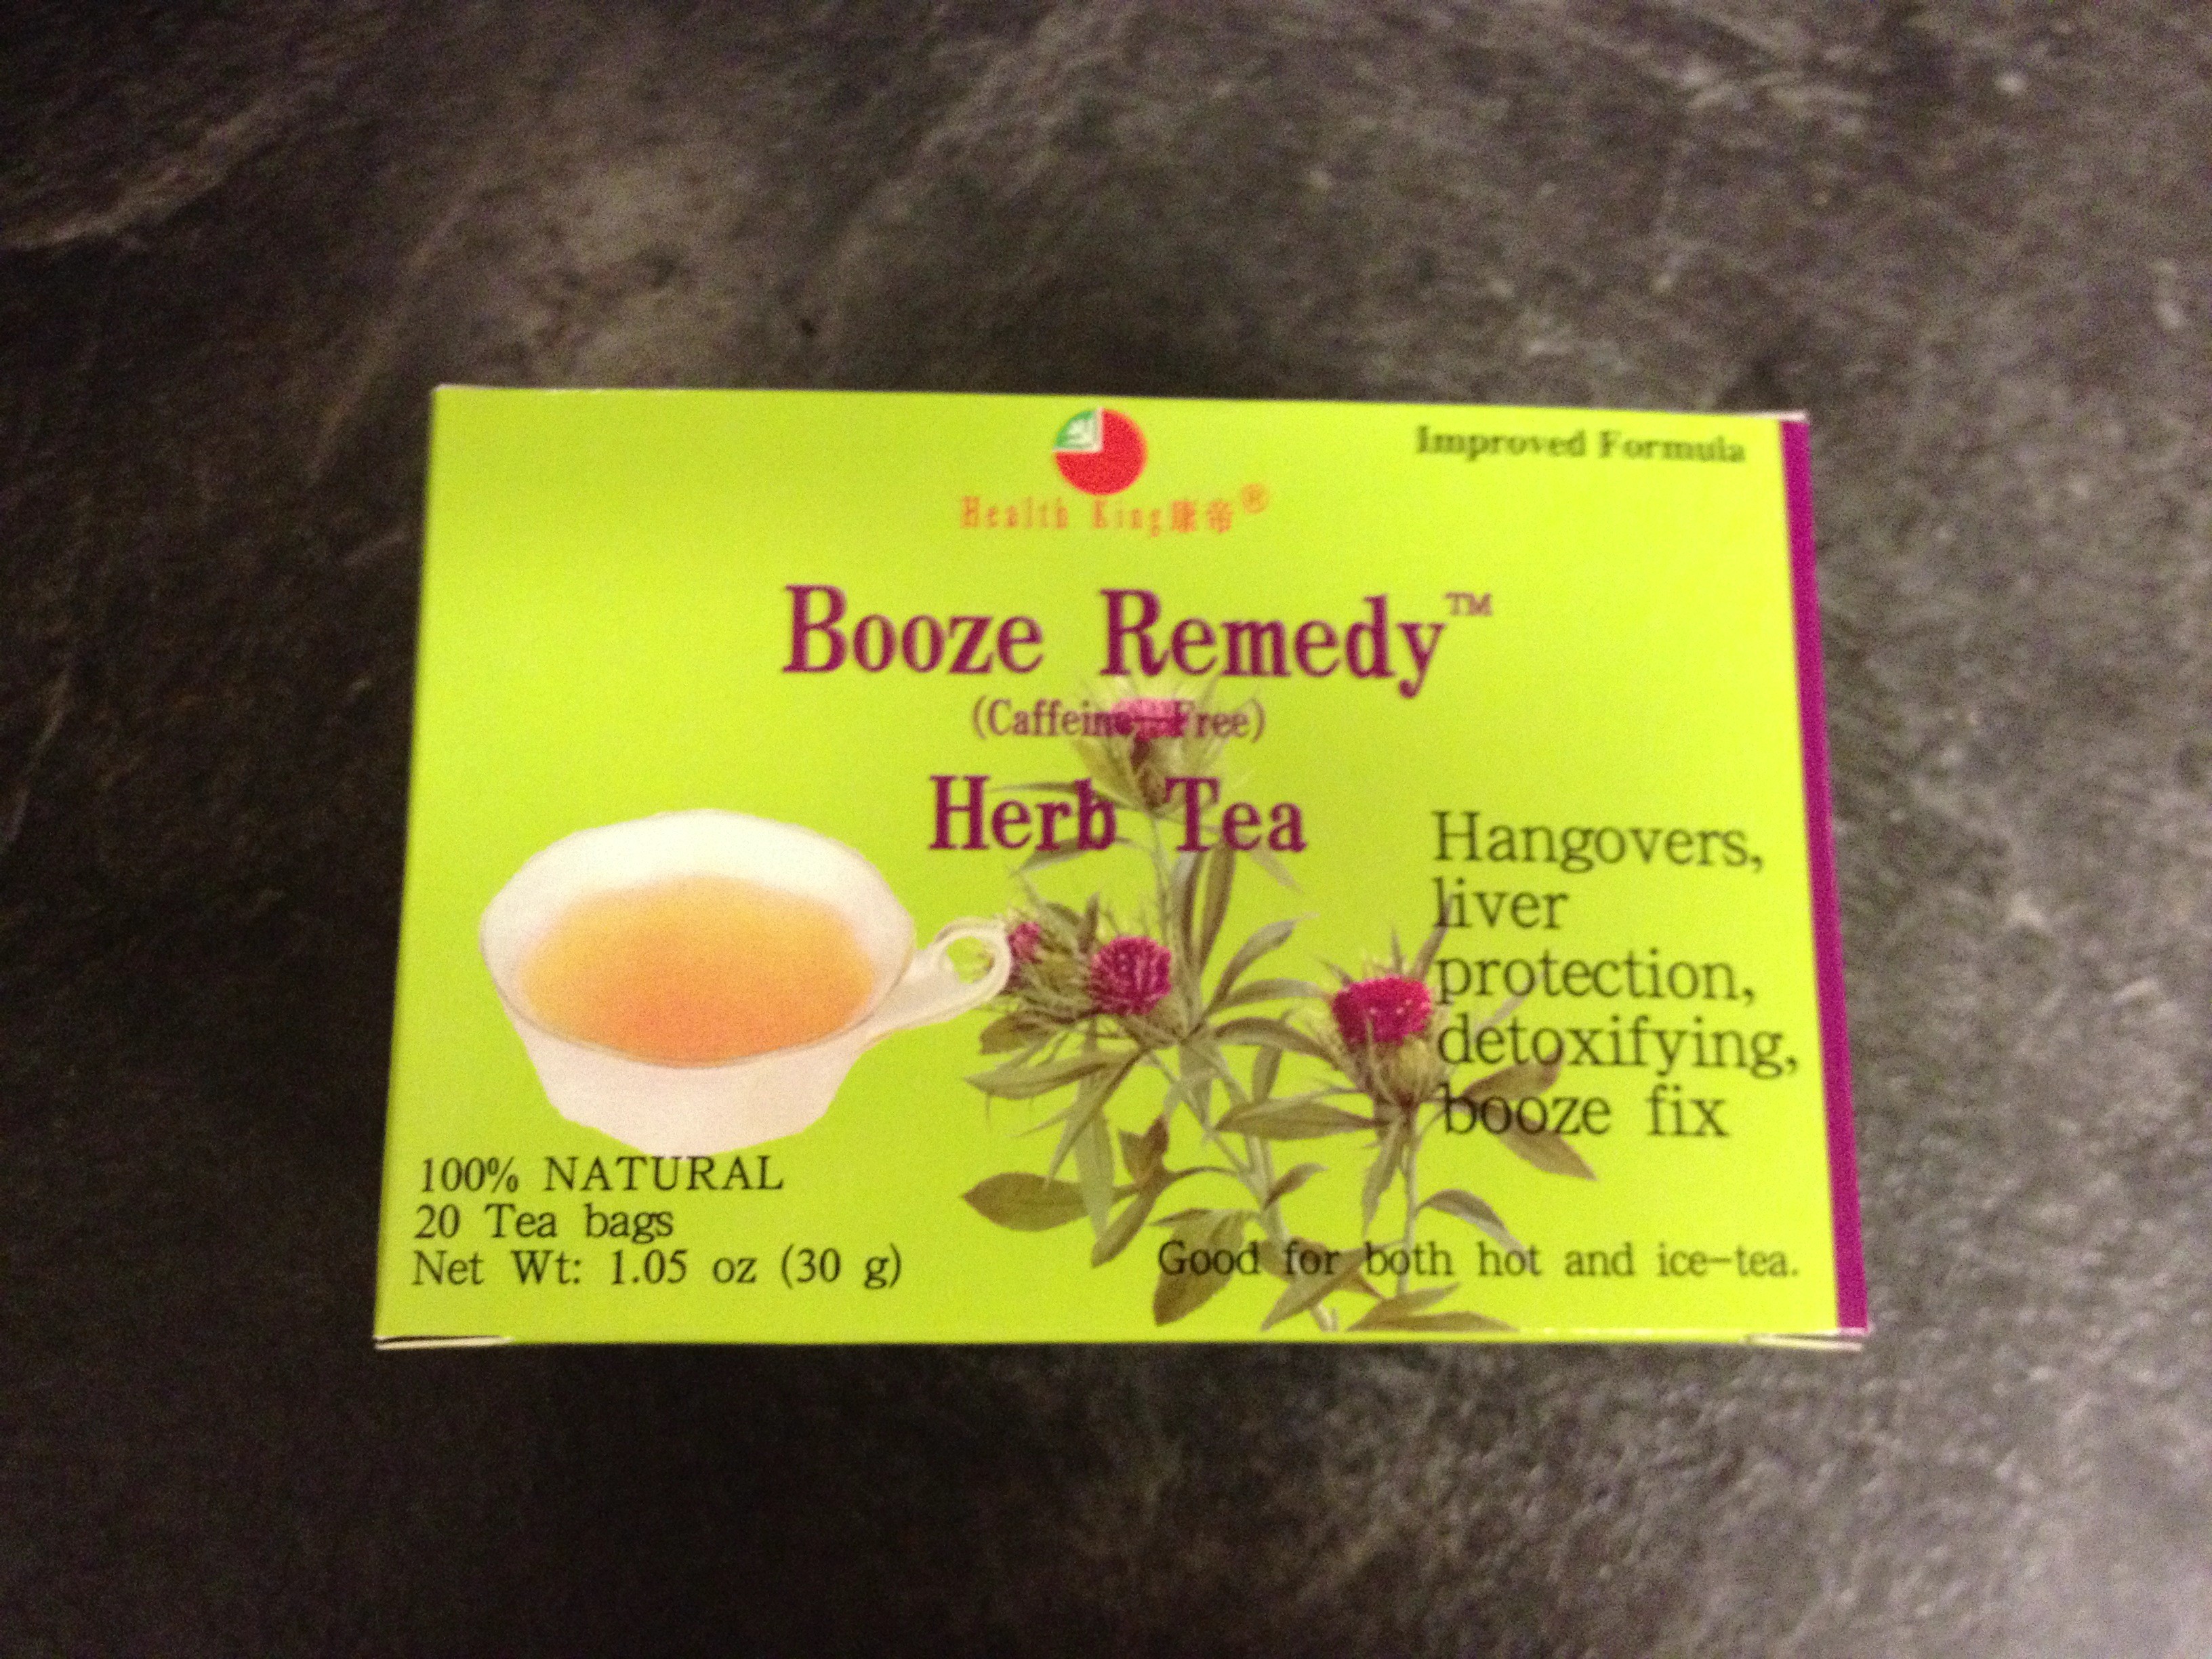 Improved Formula
Health King康帝®
Booze Remedy™
(Caffeine-Free)
Herb Tea
Hangovers,
liver
protection,
detoxifying,
booze fix
100% NATURAL
20 Tea bags
Net Wt: 1.05 oz (30 g)
Good for both hot and ice-tea.